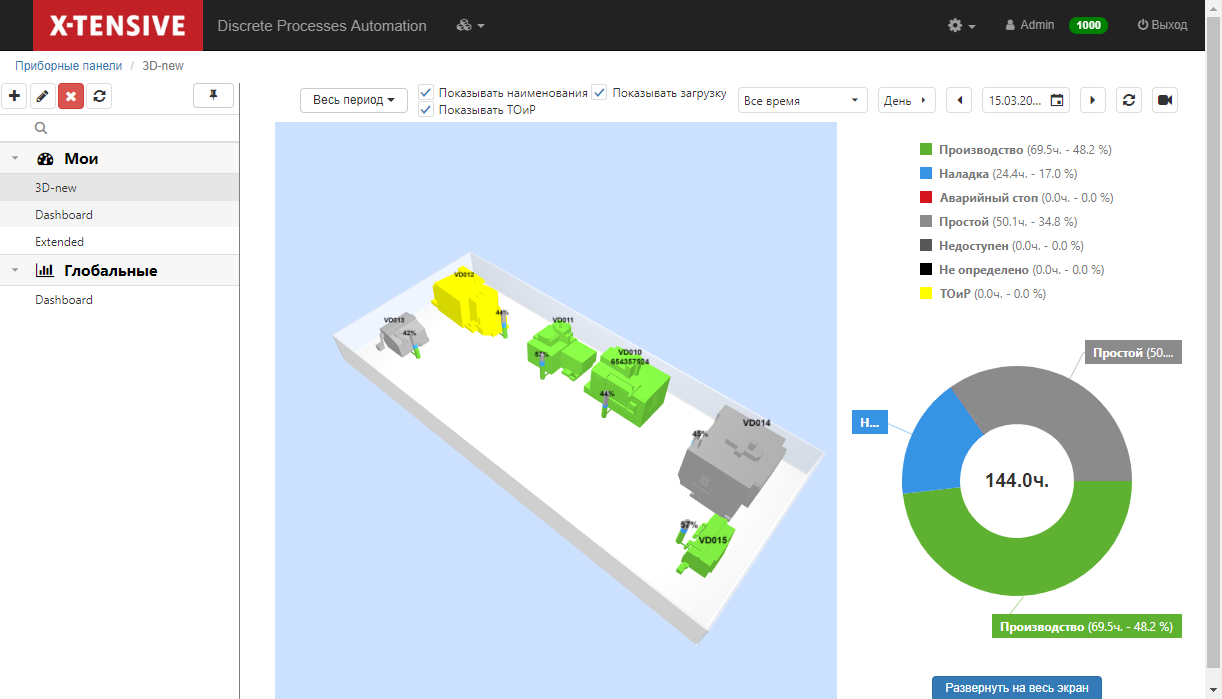 X-TENSIVE
Discrete Processes Automation
Admin
1000
Выход
Приборные панели / 3D-new
Весь период
Показывать наименования
Показывать загрузку
Показывать ТОиР
Все время
День
15.03.20...
Мои
3D-new
Dashboard
Extended
Глобальные
Dashboard
Производство (69.5ч. - 48.2 %)
Наладка (24.4ч. - 17.0 %)
Аварийный стоп (0.0ч. - 0.0 %)
Простой (50.1ч. - 34.8 %)
Недоступен (0.0ч. - 0.0 %)
Не определено (0.0ч. - 0.0 %)
ТОиР (0.0ч. - 0.0 %)
VD012
44%
VD013
42%
VD011
57%
VD010
654357524
44%
VD014
45%
57%
VD015
Простой (50....
Н...
144.0ч.
Производство (69.5ч. - 48.2 %)
Развернуть на весь экран